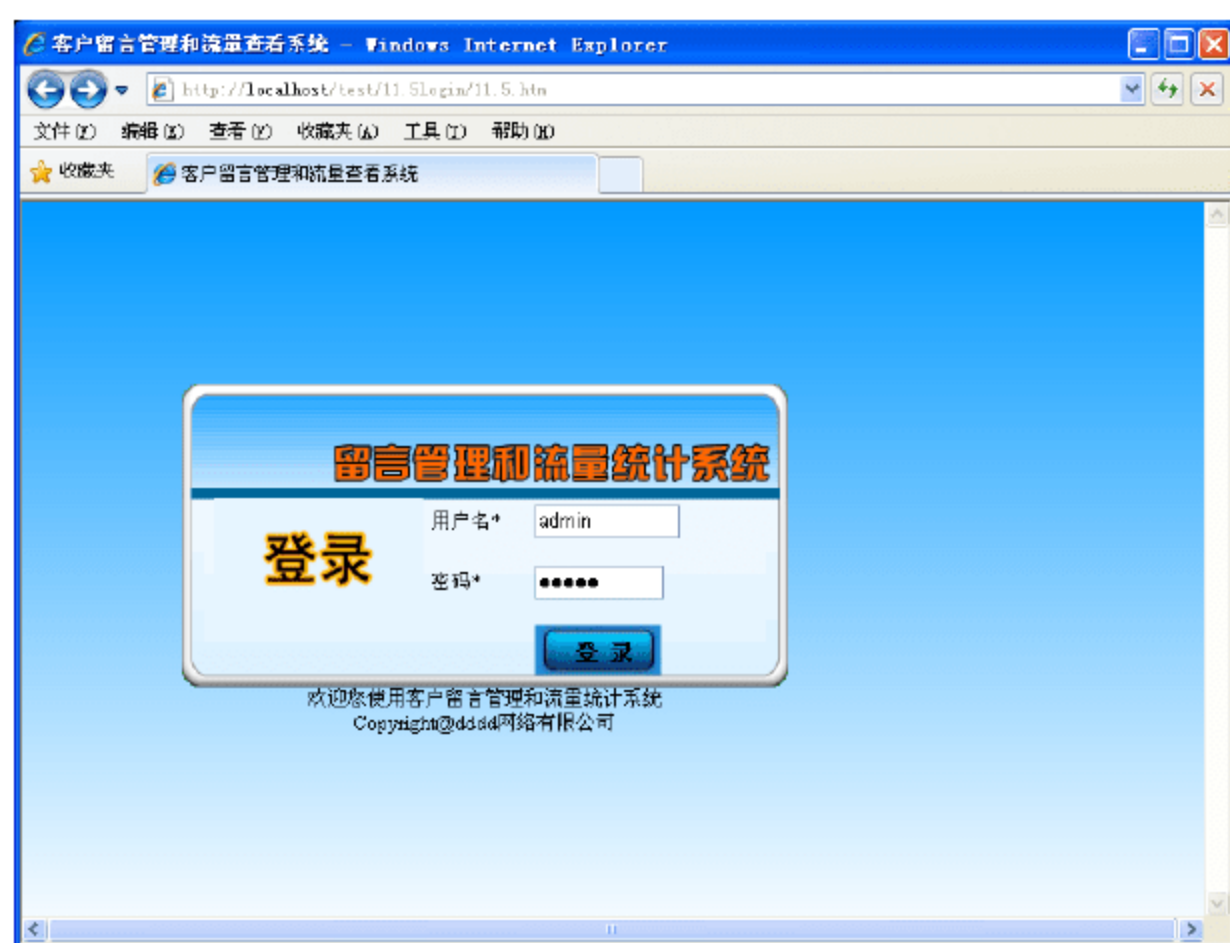 客户留言管理和流量查看系统 - Windows Internet Explorer
http://localhost/test/11.5login/11.5.htm
文件(F) 编辑(E) 查看(V) 收藏夹(A) 工具(T) 帮助(H)
收藏夹 客户留言管理和流量查看系统
留言管理和流量统计系统
登录
用户名* admin
密码* •••••
登 录
欢迎您使用客户留言管理和流量统计系统
Copyright@dddd网络有限公司